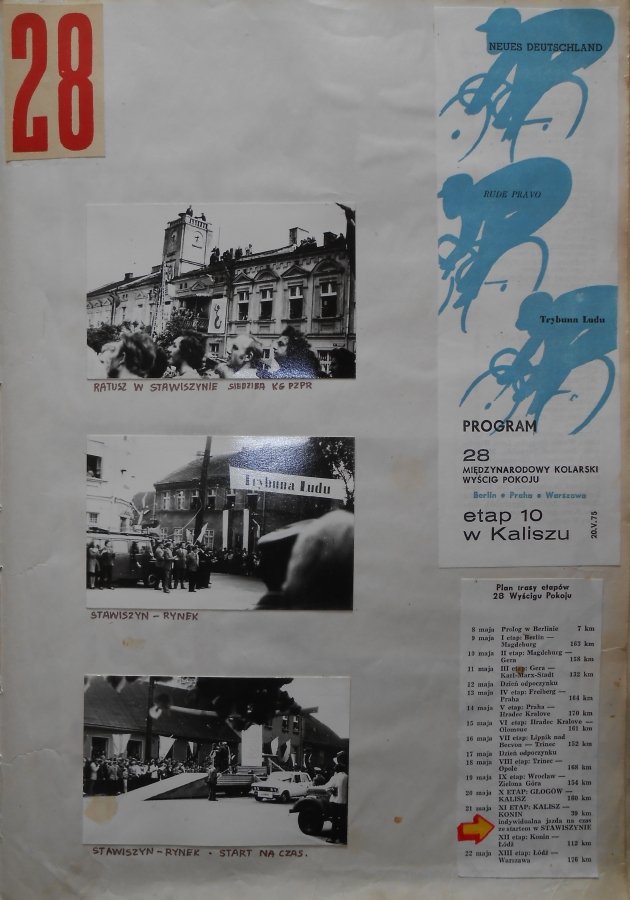 28
NEUES DEUTSCHLAND
RUDE PRAVO
Trybuna Ludu
PROGRAM
28
MIĘDZYNARODOWY KOLARSKI
WYŚCIG POKOJU
Berlin • Praha • Warszawa
etap 10
w Kaliszu
20.V.75
RATUSZ W STAWISZYNIE SIEDZIBA KG PZPR
Trybuna Ludu
STAWISZYN - RYNEK
STAWISZYN - RYNEK - START NA CZAS.
Plan trasy etapów
28 Wyścigu Pokoju
8 maja Prolog w Berlinie 7 km
9 maja I etap: Berlin —
Magdeburg 163 km
10 maja II etap: Magdeburg —
Gera 158 km
11 maja III etap: Gera —
Karl-Marx-Stadt 132 km
12 maja Dzień odpoczynku
13 maja IV etap: Freiberg —
Praha 164 km
14 maja V etap: Praha —
Hradec Kralove 170 km
15 maja VI etap: Hradec Kralove —
Olomouc 161 km
16 maja VII etap: Lipnik nad
Becvou — Trinec 152 km
17 maja Dzień odpoczynku
18 maja VIII etap: Trinec —
Opole 168 km
19 maja IX etap: Wrocław —
Zielona Góra 154 km
20 maja X ETAP: GŁOGÓW —
KALISZ 160 km
21 maja XI ETAP: KALISZ —
KONIN 39 km
indywidualna jazda na czas
ze startem w STAWISZYNIE
XII etap: Konin —
Łódź 112 km
22 maja XIII etap: Łódź —
Warszawa 176 km